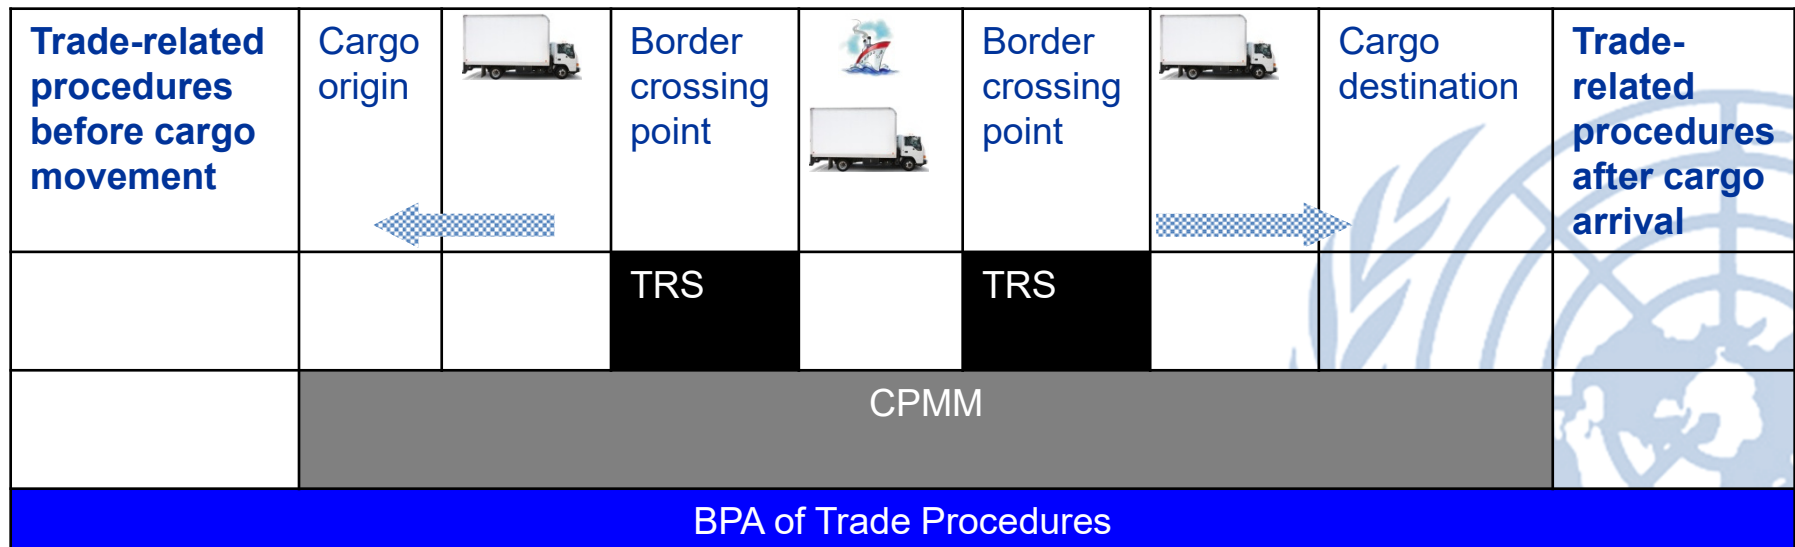 Trade-related
procedures
before cargo
movement
Cargo
origin
Border
crossing
point
Border
crossing
point
Cargo
destination
Trade-
related
procedures
after cargo
arrival
TRS
TRS
CPMM
BPA of Trade Procedures